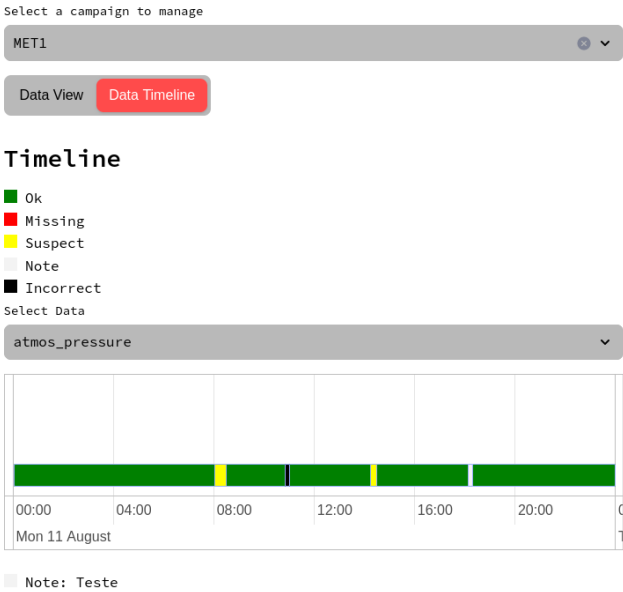 Select a campaign to manage
MET1
Data View Data Timeline
Timeline
Ok
Missing
Suspect
Note
Incorrect
Select Data
atmos_pressure
00:00 04:00 08:00 12:00 16:00 20:00
Mon 11 August
Note: Teste